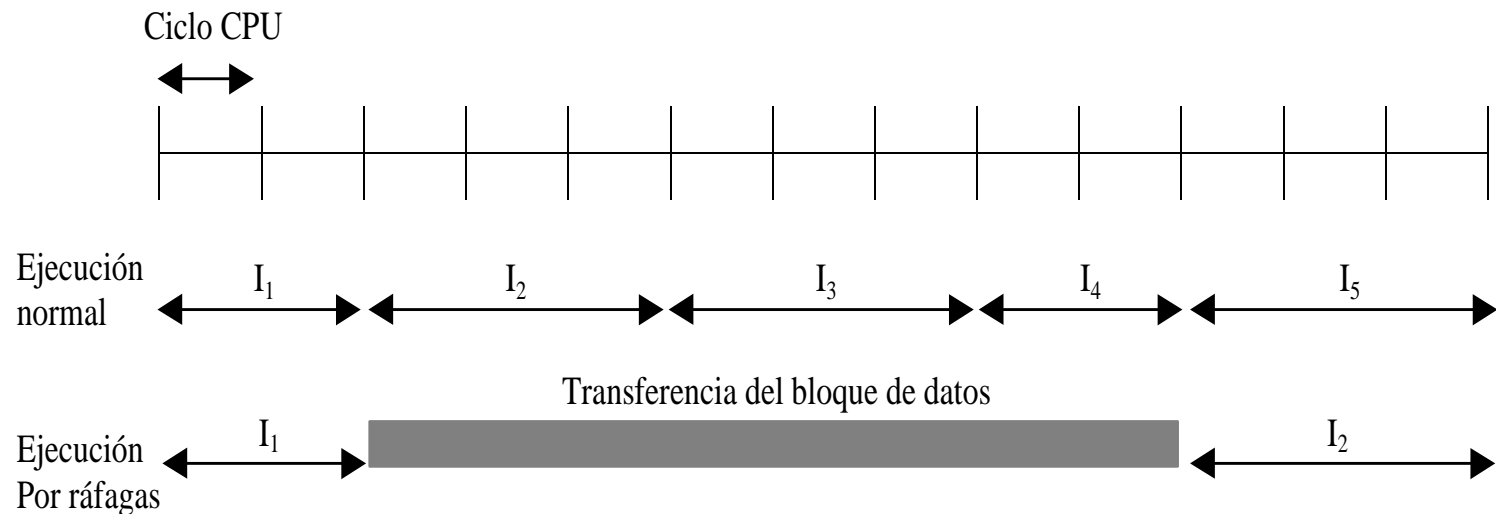 Ciclo CPU
Ejecución
normal
I₁ I₂ I₃ I₄ I₅
Transferencia del bloque de datos
Ejecución
Por ráfagas
I₁ I₂